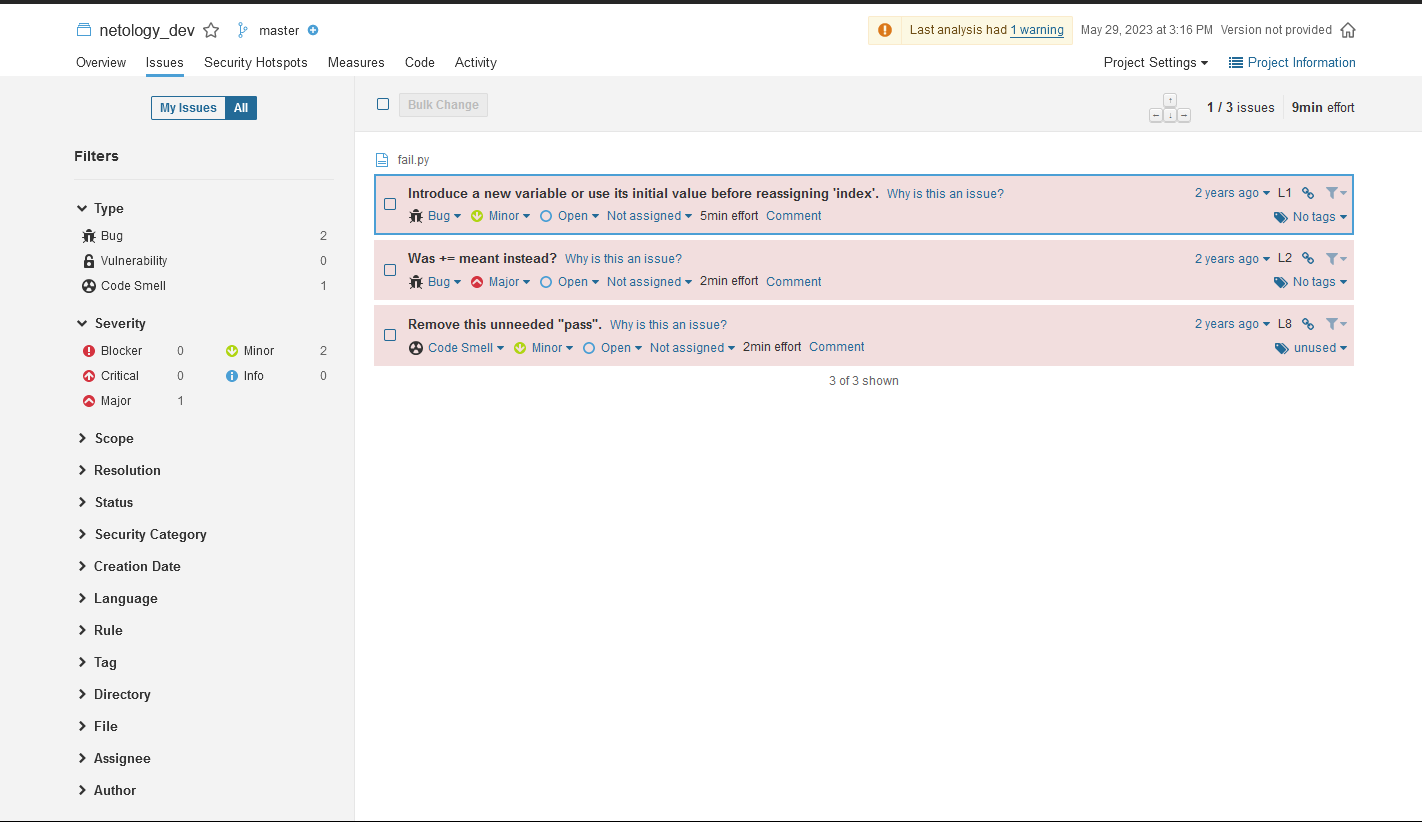 netology_dev master Last analysis had 1 warning May 29, 2023 at 3:16 PM Version not provided
Overview Issues Security Hotspots Measures Code Activity Project Settings Project Information
My Issues All
Bulk Change
1 / 3 issues 9min effort
Filters
Type
Bug 2
Vulnerability 0
Code Smell 1
Severity
Blocker 0 Minor 2
Critical 0 Info 0
Major 1
Scope
Resolution
Status
Security Category
Creation Date
Language
Rule
Tag
Directory
File
Assignee
Author
fail.py
Introduce a new variable or use its initial value before reassigning 'index'. Why is this an issue? 2 years ago L1
Bug Minor Open Not assigned 5min effort Comment No tags
Was += meant instead? Why is this an issue? 2 years ago L2
Bug Major Open Not assigned 2min effort Comment No tags
Remove this unneeded "pass". Why is this an issue? 2 years ago L8
Code Smell Minor Open Not assigned 2min effort Comment unused
3 of 3 shown